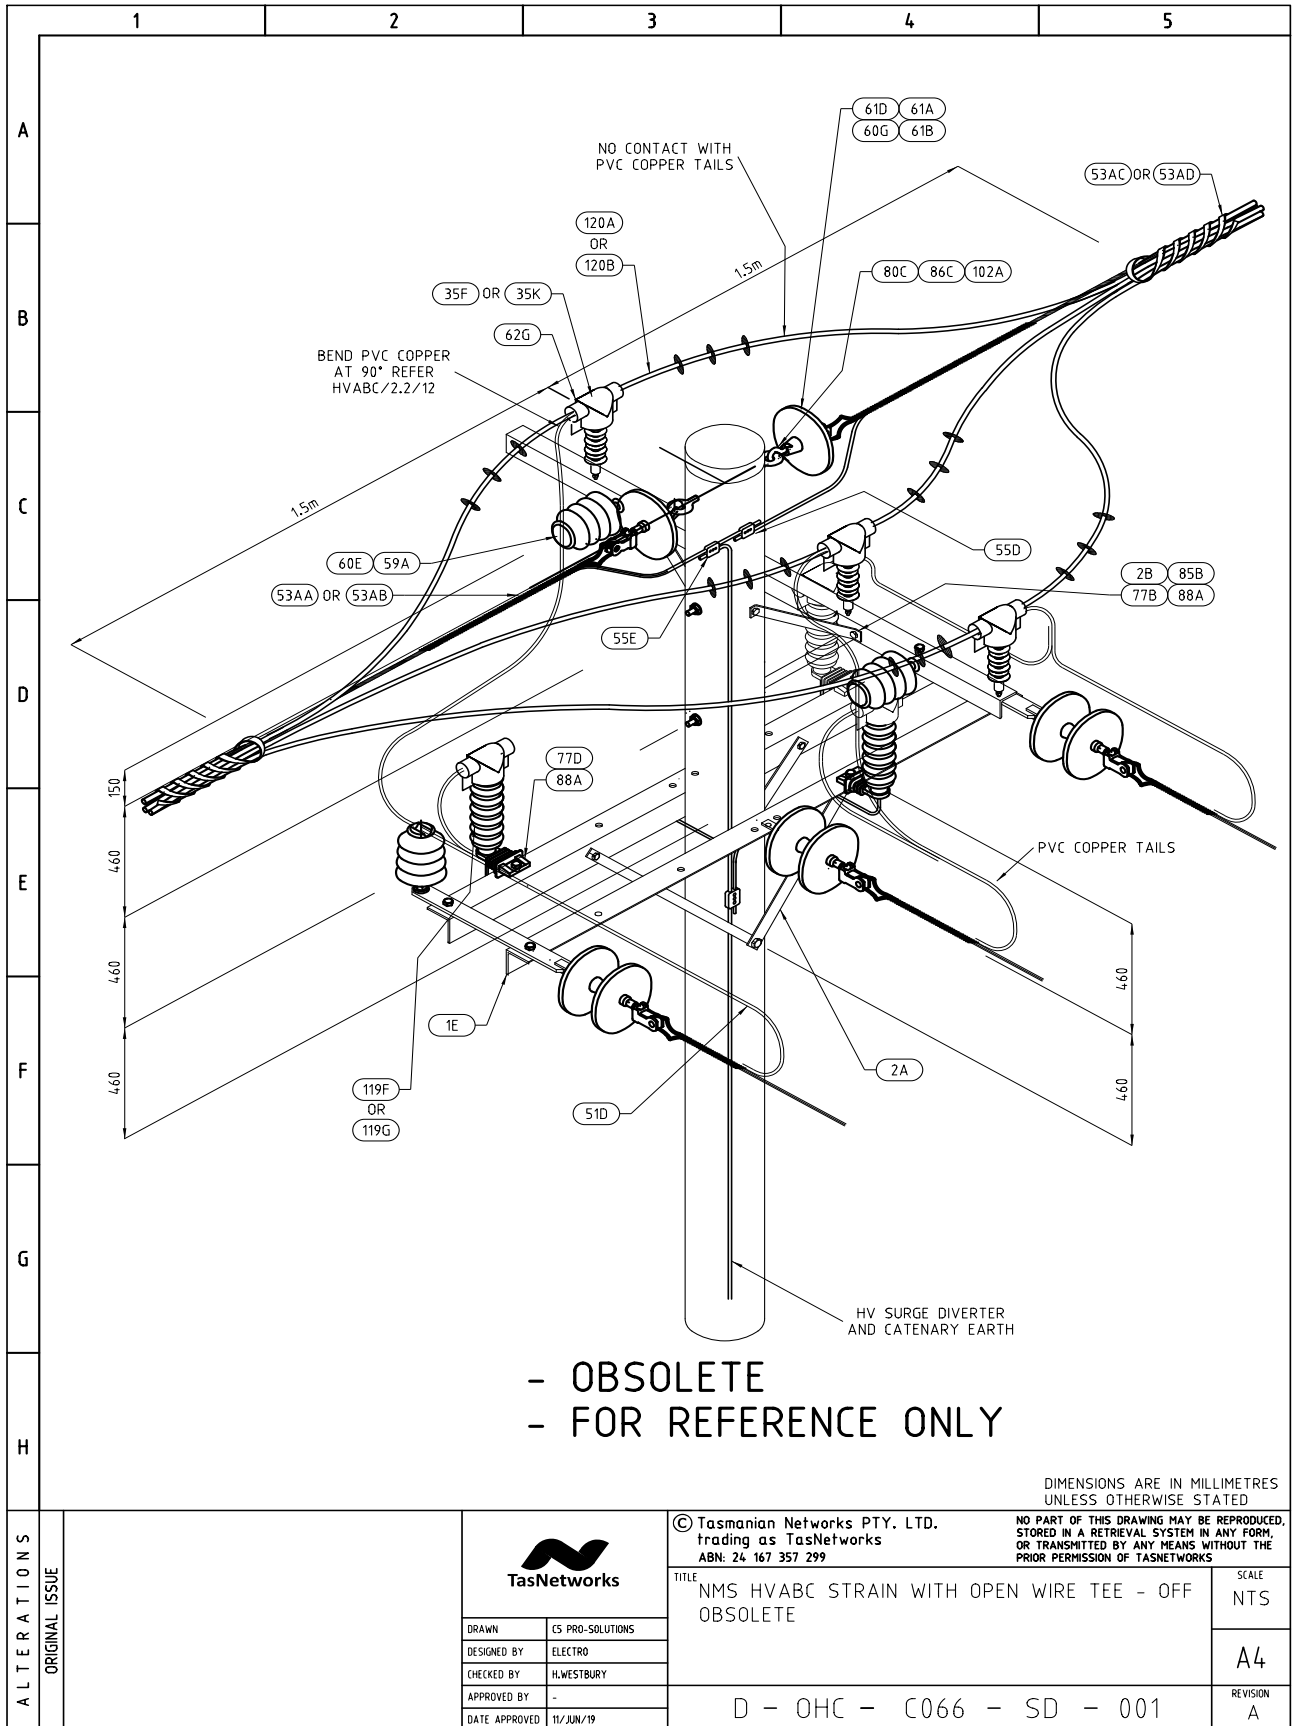 1 2 3 4 5
A
B
C
D
E
F
G
H
61D 61A
60G 61B
NO CONTACT WITH
PVC COPPER TAILS
53AC OR 53AD
120A
OR
120B
1.5m
80C 86C 102A
35F OR 35K
62G
BEND PVC COPPER
AT 90° REFER
HVABC/2.2/12
1.5m
60E 59A
55D
53AA OR 53AB
2B 85B
77B 88A
55E
77D
88A
150
460
460
460
PVC COPPER TAILS
460
460
1E
2A
119F
OR
119G
51D
HV SURGE DIVERTER
AND CATENARY EARTH
- OBSOLETE
- FOR REFERENCE ONLY
DIMENSIONS ARE IN MILLIMETRES
UNLESS OTHERWISE STATED
ALTERATIONS
ORIGINAL ISSUE
TasNetworks
© Tasmanian Networks PTY. LTD.
trading as TasNetworks
ABN: 24 167 357 299
NO PART OF THIS DRAWING MAY BE REPRODUCED,
STORED IN A RETRIEVAL SYSTEM IN ANY FORM,
OR TRANSMITTED BY ANY MEANS WITHOUT THE
PRIOR PERMISSION OF TASNETWORKS
TITLE NMS HVABC STRAIN WITH OPEN WIRE TEE - OFF
OBSOLETE
SCALE
NTS
DRAWN C5 PRO-SOLUTIONS
DESIGNED BY ELECTRO
CHECKED BY H.WESTBURY
APPROVED BY -
DATE APPROVED 11/JUN/19
A4
D - OHC - C066 - SD - 001
REVISION
A